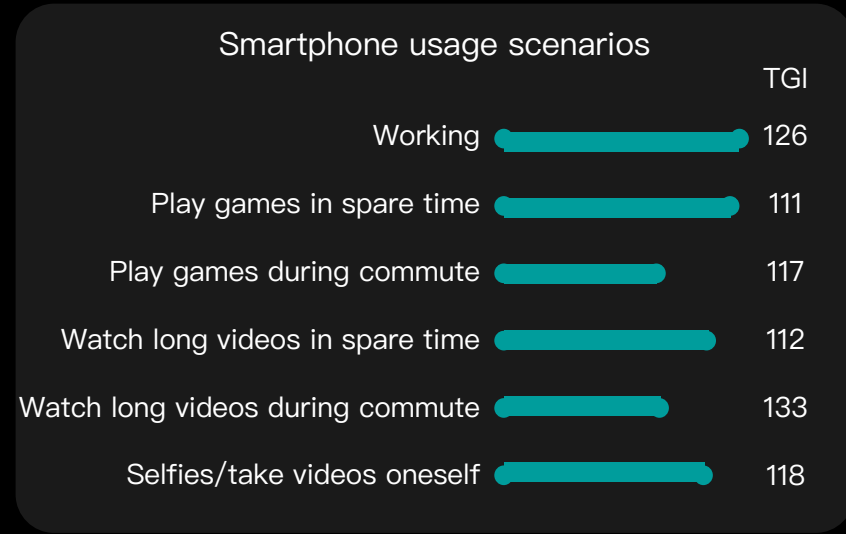 Smartphone usage scenarios
TGI
Working 126
Play games in spare time 111
Play games during commute 117
Watch long videos in spare time 112
Watch long videos during commute 133
Selfies/take videos oneself 118